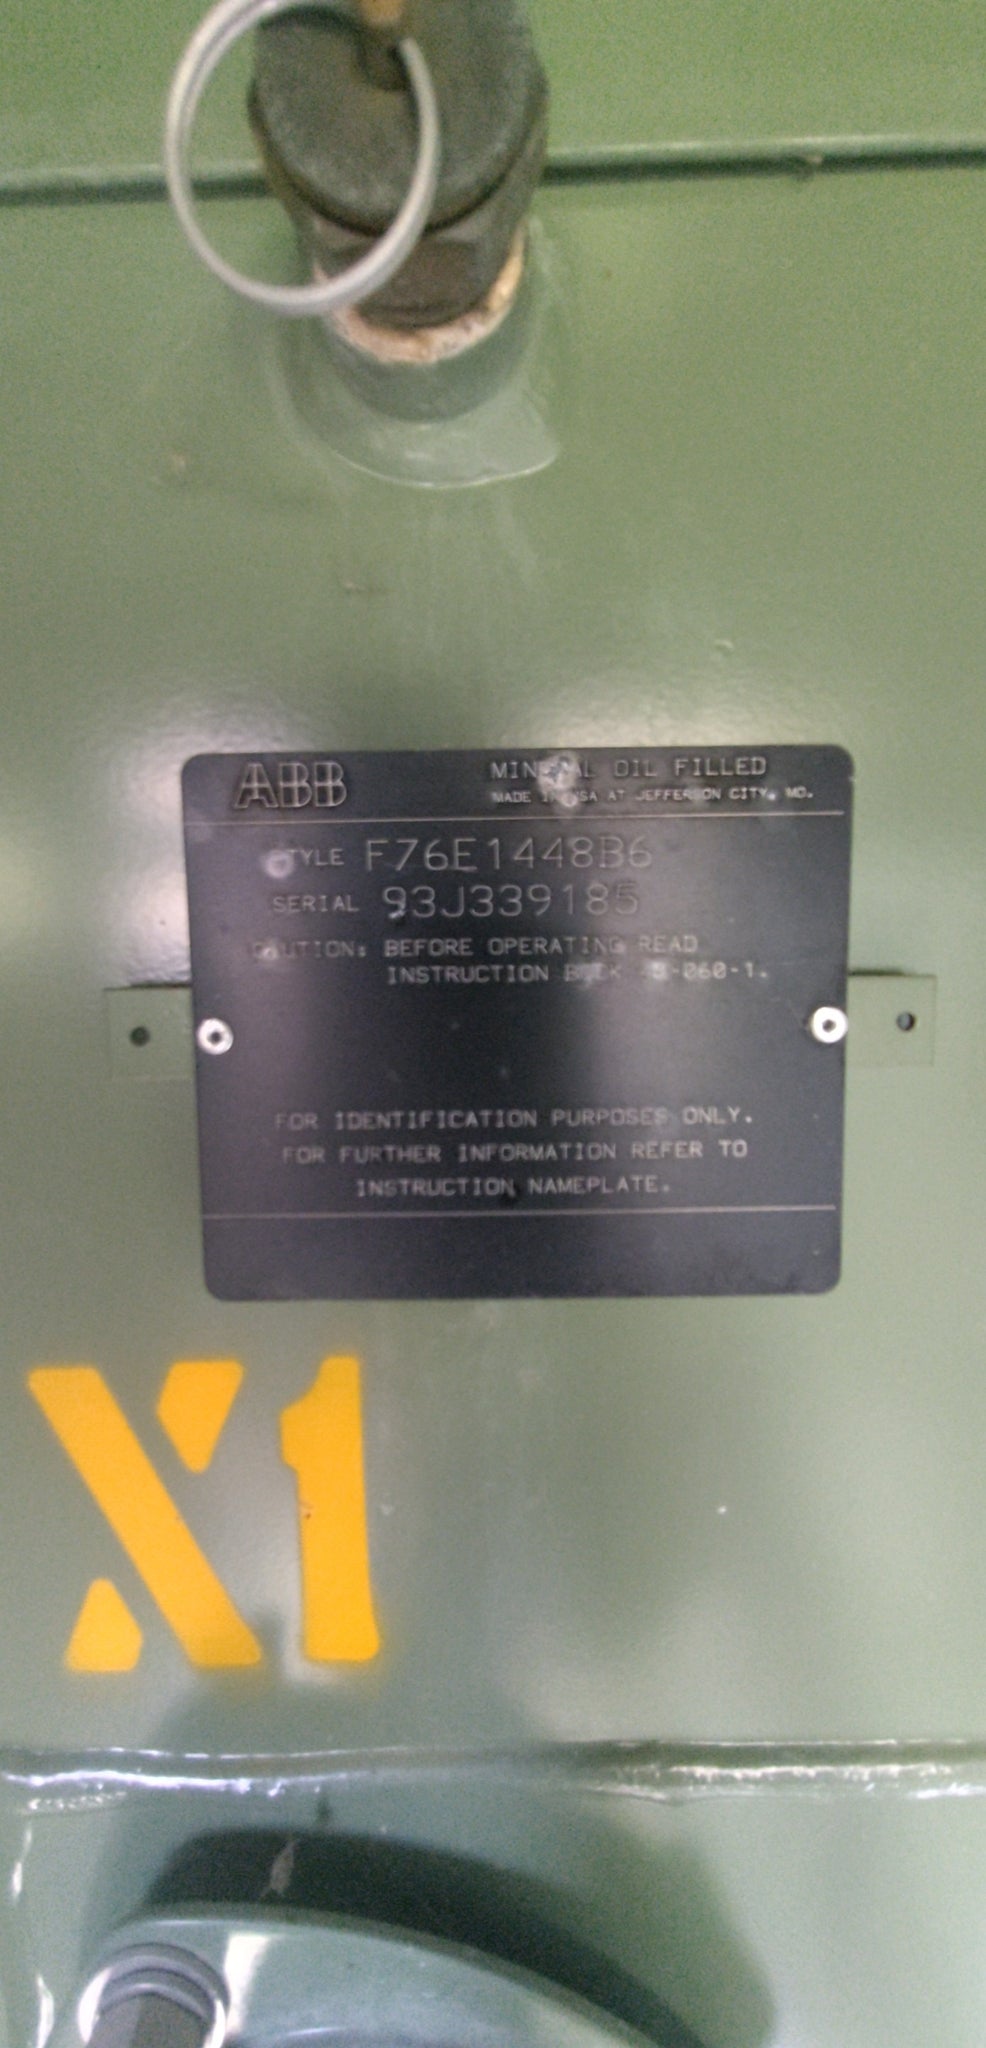 ABB
MINERAL OIL FILLED
MADE IN USA AT JEFFERSON CITY, MO.
STYLE F76E1448B6
SERIAL 93J339185
CAUTION: BEFORE OPERATING READ
INSTRUCTION BOOK
FOR IDENTIFICATION PURPOSES ONLY.
FOR FURTHER INFORMATION REFER TO
INSTRUCTION NAMEPLATE.
X1